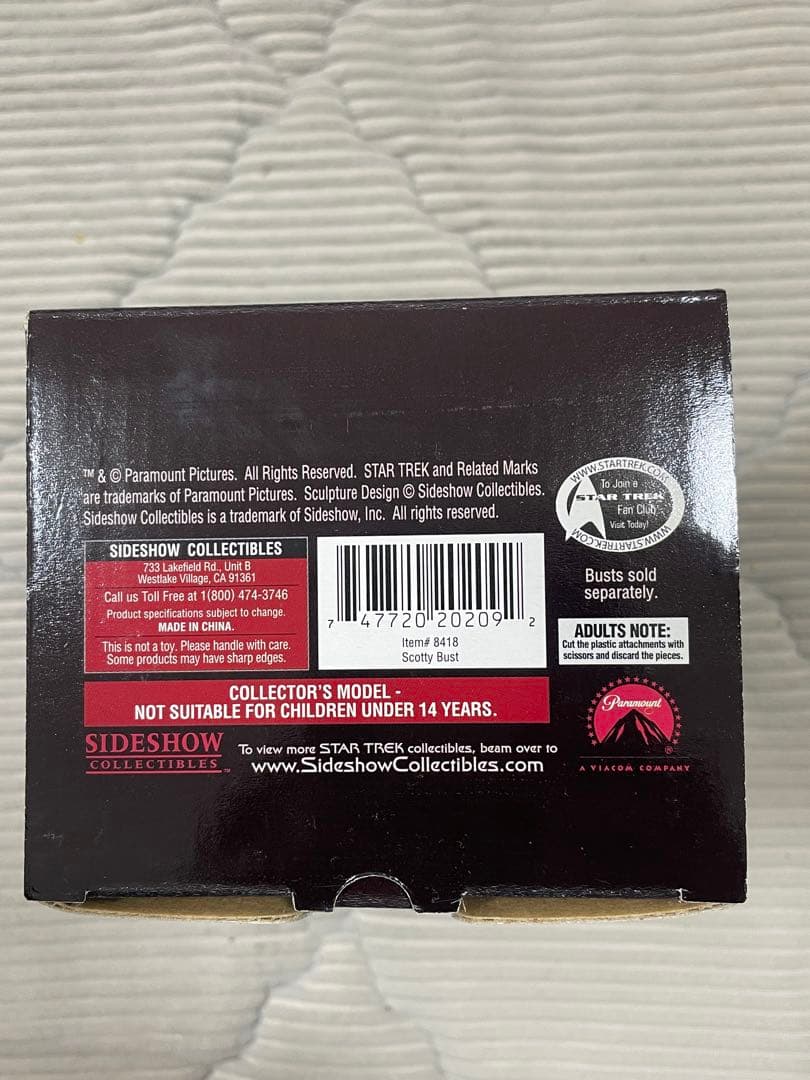 ™ & © Paramount Pictures. All Rights Reserved. STAR TREK and Related Marks
are trademarks of Paramount Pictures. Sculpture Design © Sideshow Collectibles.
Sideshow Collectibles is a trademark of Sideshow, Inc. All rights reserved.
WWW.STARTREK.COM
To Join a
STAR TREK
Fan Club
Visit Today!
WWW.STARTREK.COM
Busts sold
separately.
SIDESHOW COLLECTIBLES
733 Lakefield Rd., Unit B
Westlake Village, CA 91361
Call us Toll Free at 1(800) 474-3746
Product specifications subject to change.
MADE IN CHINA.
This is not a toy. Please handle with care.
Some products may have sharp edges.
7 47720 20209 2
Item# 8418
Scotty Bust
ADULTS NOTE:
Cut the plastic attachments with
scissors and discard the pieces.
COLLECTOR'S MODEL -
NOT SUITABLE FOR CHILDREN UNDER 14 YEARS.
SIDESHOW
COLLECTIBLES™
To view more STAR TREK collectibles, beam over to
www.SideshowCollectibles.com
Paramount
®
A VIACOM COMPANY